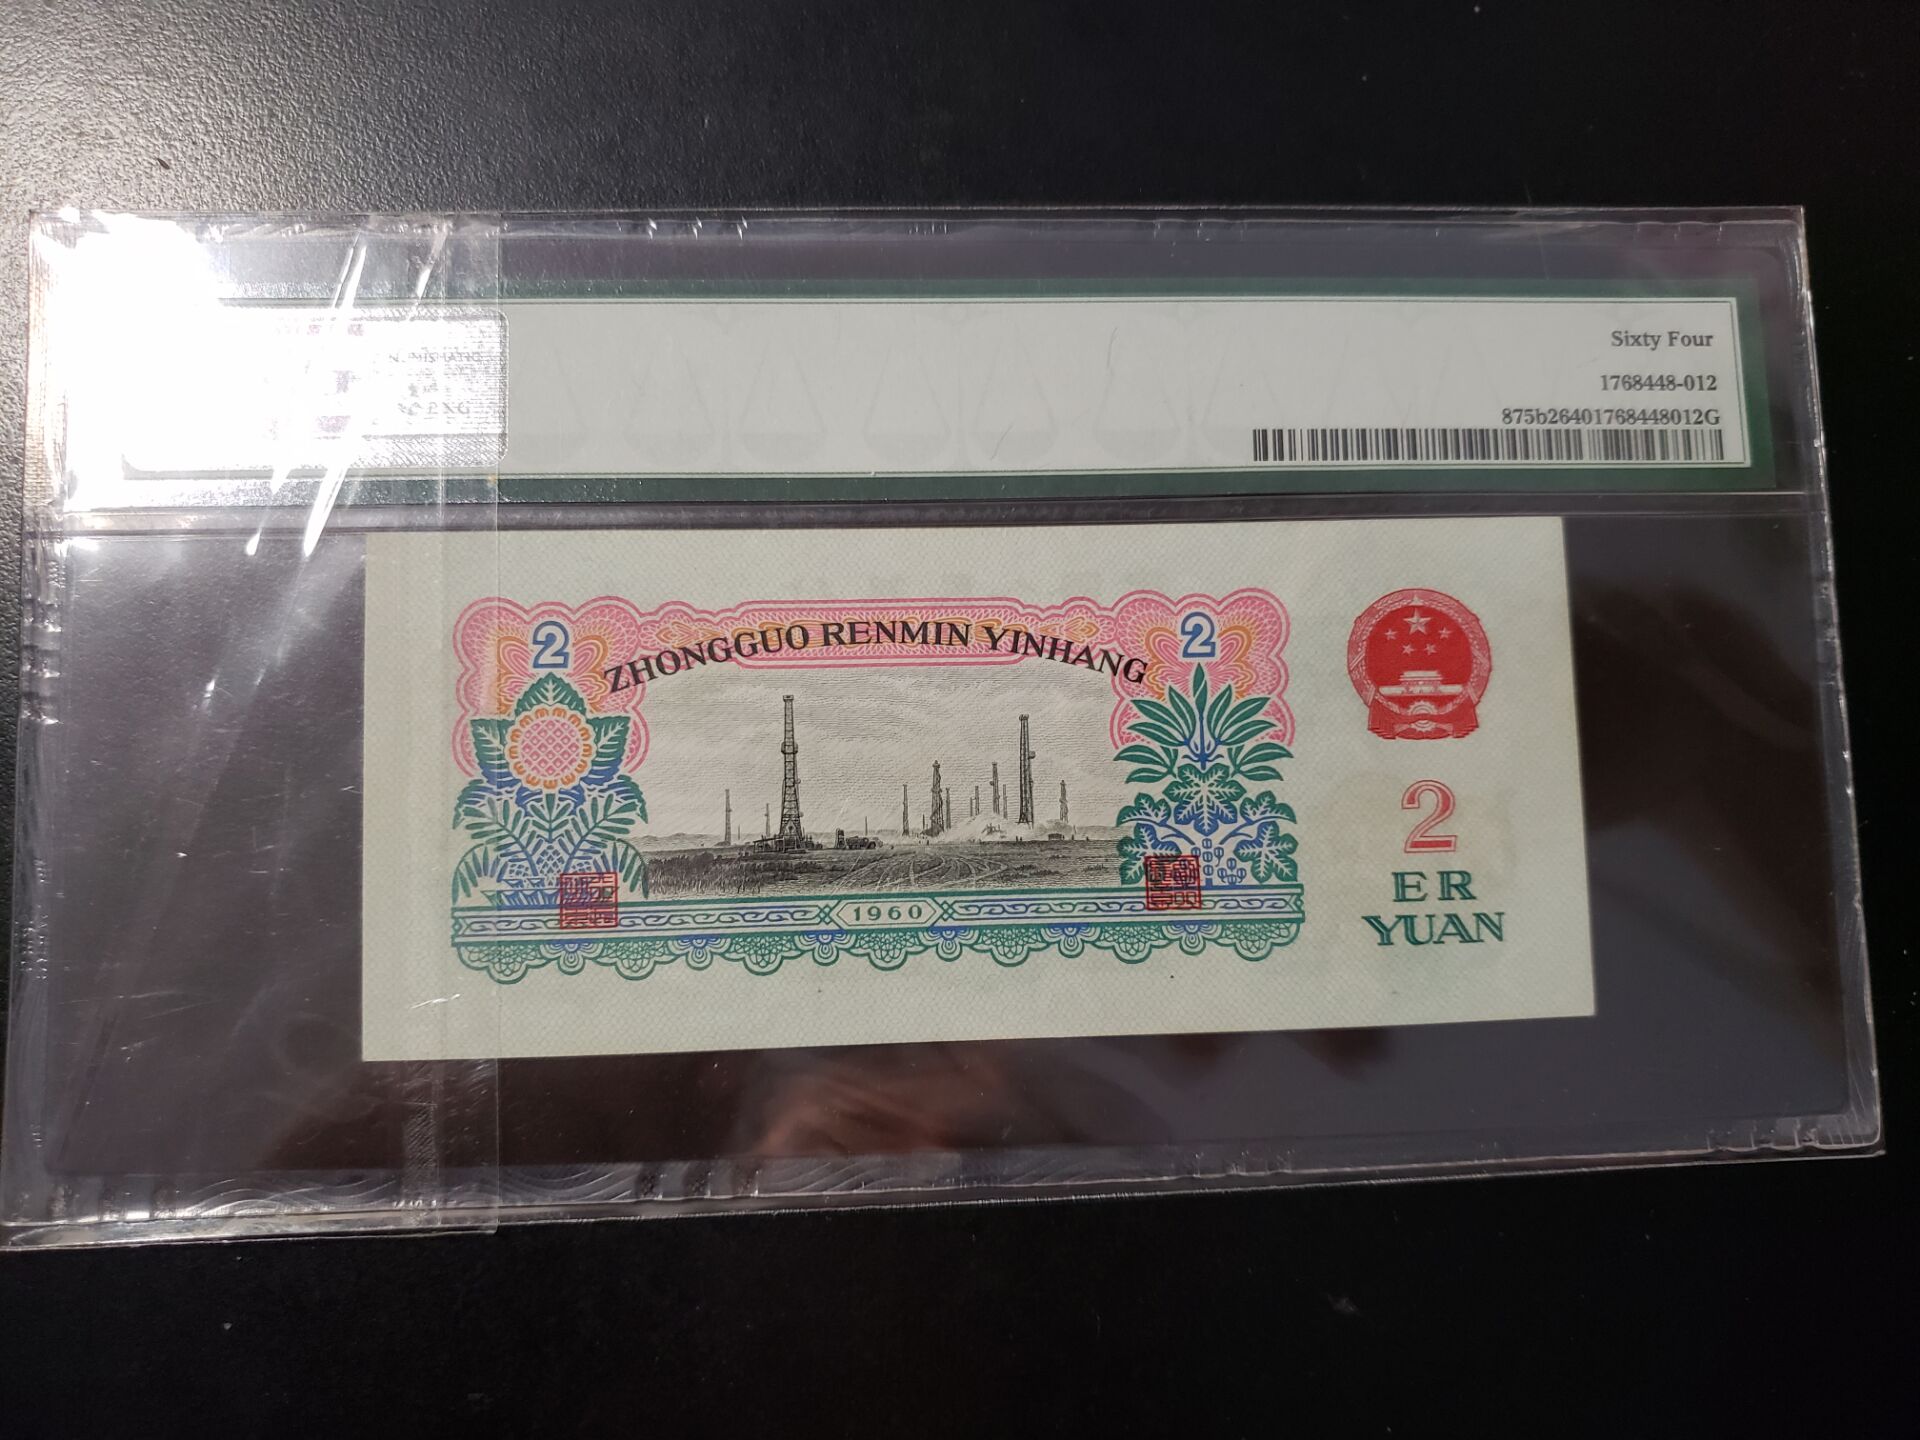 Sixty Four
1768448-012
875b26401768448012G
2
2
ZHONGGUO RENMIN YINHANG
1960
2
ER
YUAN